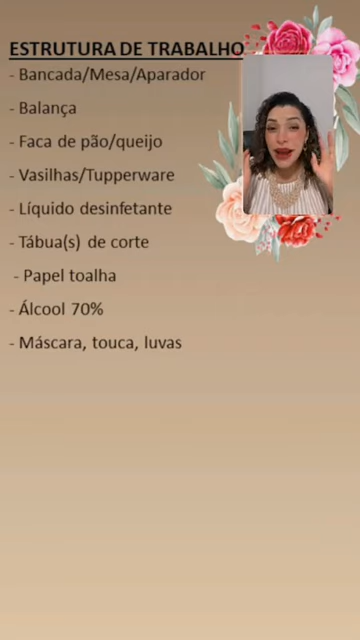 ESTRUTURA DE TRABALHO
- Bancada/Mesa/Aparador
- Balança
- Faca de pão/queijo
- Vasilhas/Tupperware
- Líquido desinfetante
- Tábua(s) de corte
- Papel toalha
- Álcool 70%
- Máscara, touca, luvas